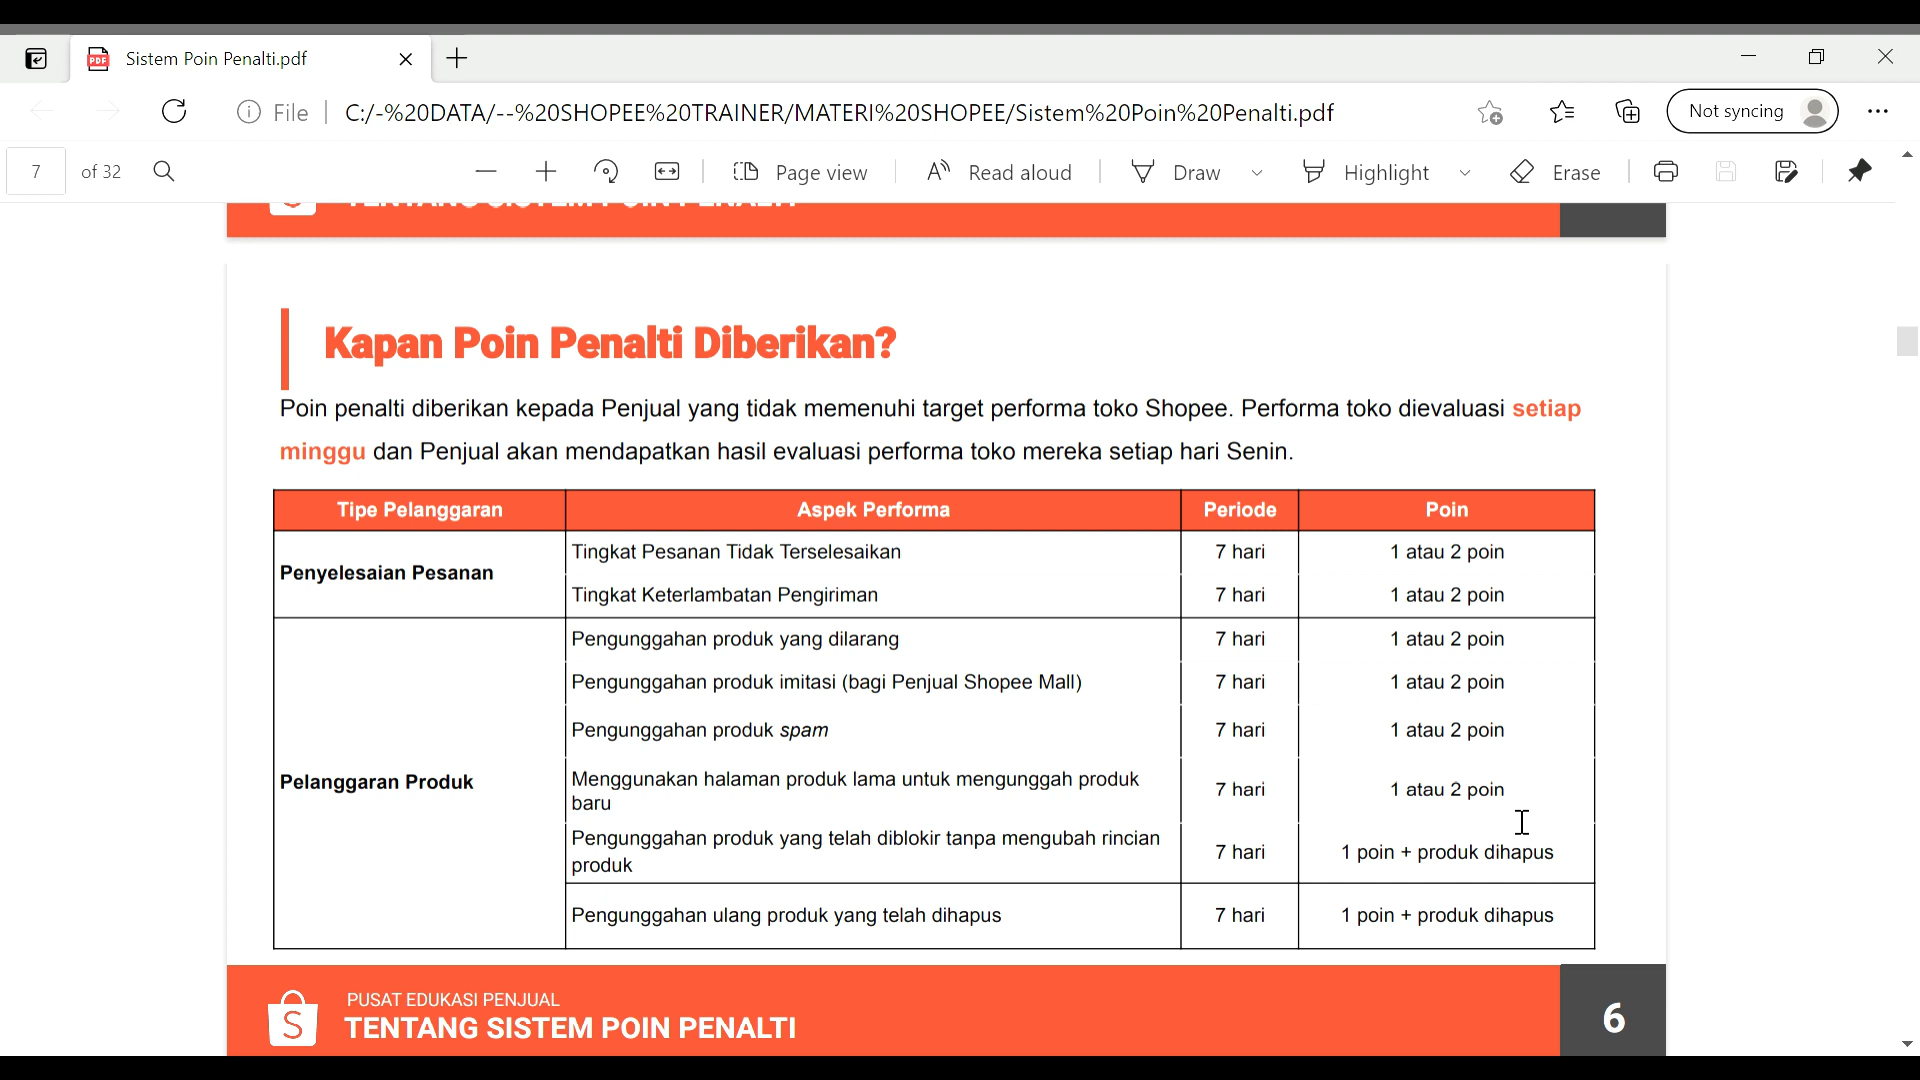 Sistem Poin Penalti.pdf
File
C:/-%20DATA/--%20SHOPEE%20TRAINER/MATERI%20SHOPEE/Sistem%20Poin%20Penalti.pdf
Not syncing
7 of 32
Page view
Read aloud
Draw
Highlight
Erase
TENTANG SISTEM POIN PENALTI
Kapan Poin Penalti Diberikan?
Poin penalti diberikan kepada Penjual yang tidak memenuhi target performa toko Shopee. Performa toko dievaluasi setiap
minggu dan Penjual akan mendapatkan hasil evaluasi performa toko mereka setiap hari Senin.
Tipe Pelanggaran Aspek Performa Periode Poin
Penyelesaian Pesanan
Tingkat Pesanan Tidak Terselesaikan 7 hari 1 atau 2 poin
Tingkat Keterlambatan Pengiriman 7 hari 1 atau 2 poin
Pelanggaran Produk
Pengunggahan produk yang dilarang 7 hari 1 atau 2 poin
Pengunggahan produk imitasi (bagi Penjual Shopee Mall) 7 hari 1 atau 2 poin
Pengunggahan produk spam 7 hari 1 atau 2 poin
Menggunakan halaman produk lama untuk mengunggah produk
baru 7 hari 1 atau 2 poin
Pengunggahan produk yang telah diblokir tanpa mengubah rincian
produk 7 hari 1 poin + produk dihapus
Pengunggahan ulang produk yang telah dihapus 7 hari 1 poin + produk dihapus
PUSAT EDUKASI PENJUAL
TENTANG SISTEM POIN PENALTI
6